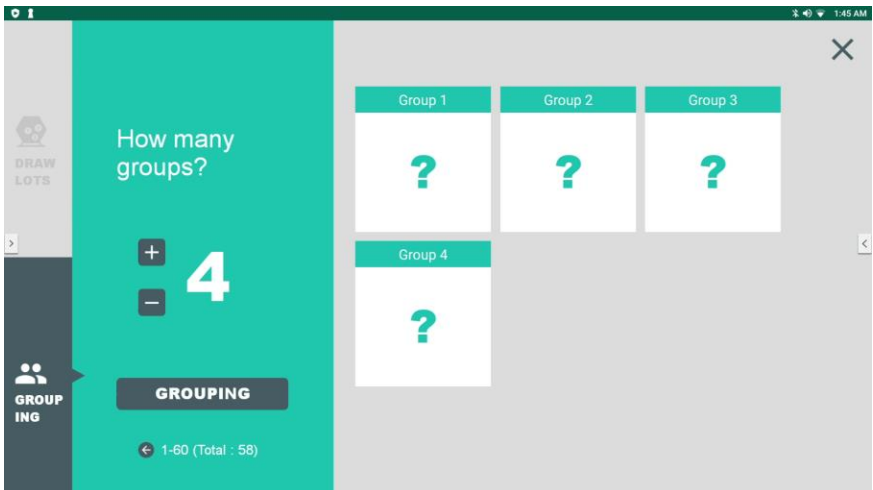 1:45 AM
DRAW
LOTS
GROUP
ING
How many
groups?
+
4
−
GROUPING
1-60 (Total : 58)
Group 1
Group 2
Group 3
?
?
?
Group 4
?